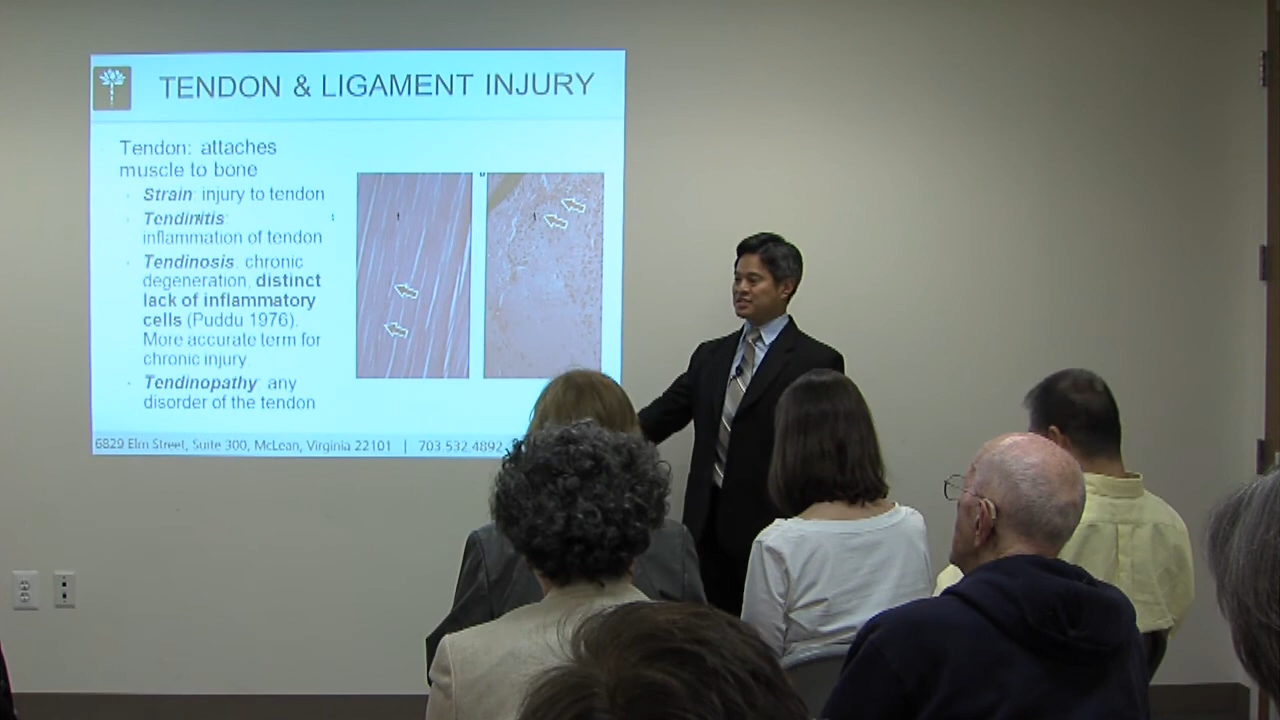 TENDON & LIGAMENT INJURY
Tendon: attaches
muscle to bone
Strain: injury to tendon
Tendinitis:
inflammation of tendon
Tendinosis: chronic
degeneration, distinct
lack of inflammatory
cells (Puddu 1976).
More accurate term for
chronic injury
Tendinopathy: any
disorder of the tendon
6829 Elm Street, Suite 300, McLean, Virginia 22101 | 703.532.4892